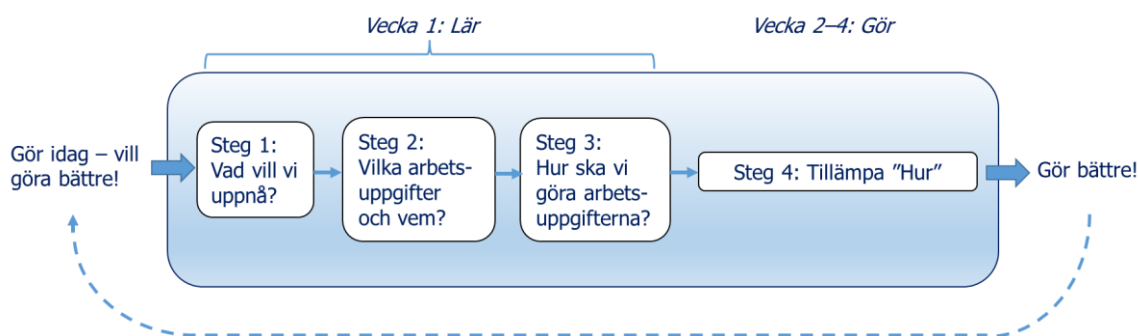 Vecka 1: Lär
Vecka 2–4: Gör
Gör idag – vill
göra bättre!
Steg 1:
Vad vill vi
uppnå?
Steg 2:
Vilka arbets-
uppgifter
och vem?
Steg 3:
Hur ska vi
göra arbets-
uppgifterna?
Steg 4: Tillämpa ”Hur”
Gör bättre!